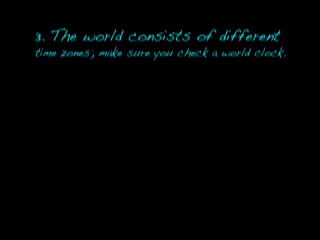 3. The world consists of different
time zones, make sure you check a world clock.